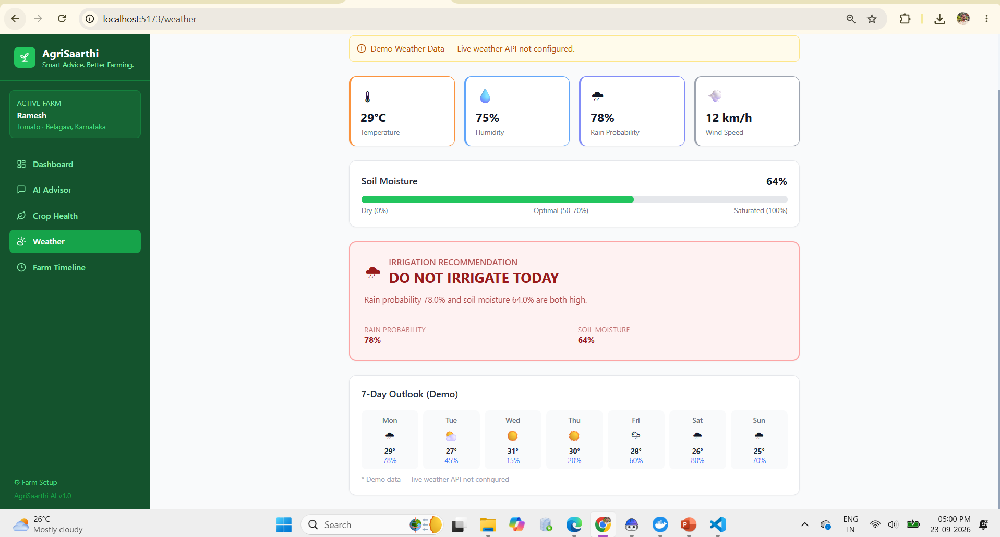 localhost:5173/weather
AgriSaarthi
Smart Advice. Better Farming.
ACTIVE FARM
Ramesh
Tomato · Belagavi, Karnataka
Dashboard
AI Advisor
Crop Health
Weather
Farm Timeline
⚙ Farm Setup
AgriSaarthi AI v1.0
Demo Weather Data — Live weather API not configured.
29°C
Temperature
75%
Humidity
78%
Rain Probability
12 km/h
Wind Speed
Soil Moisture 64%
Dry (0%) Optimal (50-70%) Saturated (100%)
IRRIGATION RECOMMENDATION
DO NOT IRRIGATE TODAY
Rain probability 78.0% and soil moisture 64.0% are both high.
RAIN PROBABILITY SOIL MOISTURE
78% 64%
7-Day Outlook (Demo)
Mon Tue Wed Thu Fri Sat Sun
29° 27° 31° 30° 28° 26° 25°
78% 45% 15% 20% 60% 80% 70%
* Demo data — live weather API not configured
26°C
Mostly cloudy
Search
ENG
IN
05:00 PM
23-09-2026